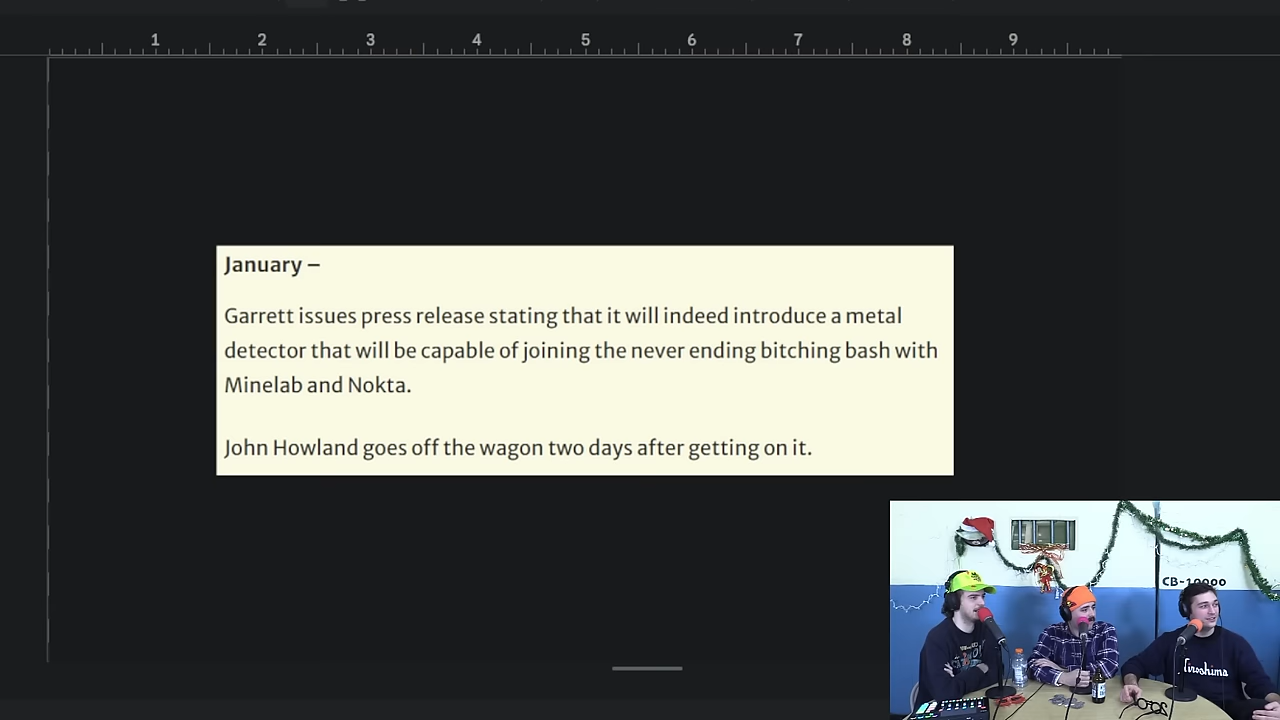 1 2 3 4 5 6 7 8 9
January –
Garrett issues press release stating that it will indeed introduce a metal
detector that will be capable of joining the never ending bitching bash with
Minelab and Nokta.
John Howland goes off the wagon two days after getting on it.
CB-10000
Hiroshima